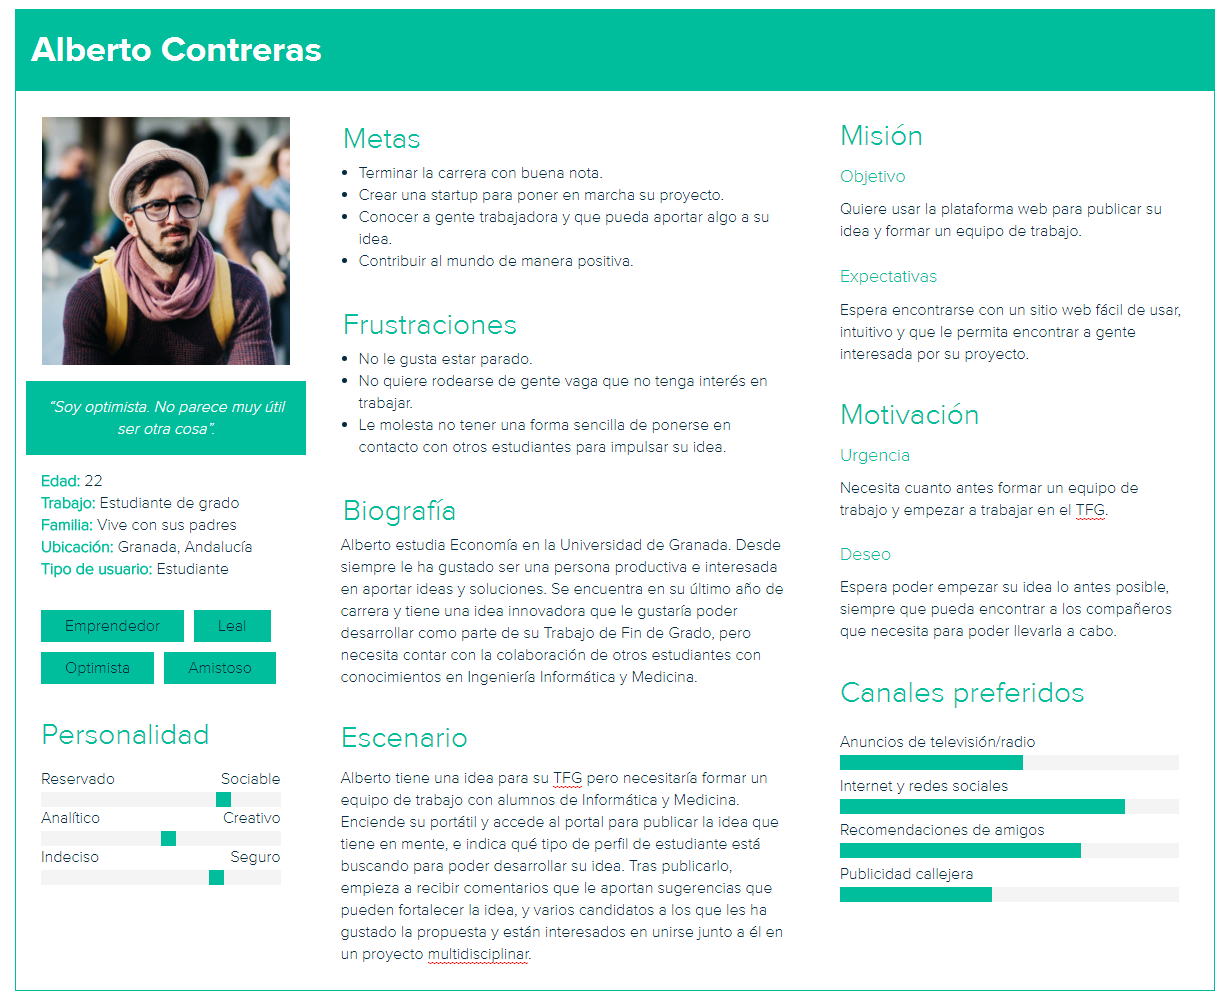 Alberto Contreras
“Soy optimista. No parece muy útil
ser otra cosa”.
Edad: 22
Trabajo: Estudiante de grado
Familia: Vive con sus padres
Ubicación: Granada, Andalucía
Tipo de usuario: Estudiante
Emprendedor
Leal
Optimista
Amistoso
Personalidad
Reservado Sociable
Analítico Creativo
Indeciso Seguro
Metas
• Terminar la carrera con buena nota.
• Crear una startup para poner en marcha su proyecto.
• Conocer a gente trabajadora y que pueda aportar algo a su
idea.
• Contribuir al mundo de manera positiva.
Frustraciones
• No le gusta estar parado.
• No quiere rodearse de gente vaga que no tenga interés en
trabajar.
• Le molesta no tener una forma sencilla de ponerse en
contacto con otros estudiantes para impulsar su idea.
Biografía
Alberto estudia Economía en la Universidad de Granada. Desde
siempre le ha gustado ser una persona productiva e interesada
en aportar ideas y soluciones. Se encuentra en su último año de
carrera y tiene una idea innovadora que le gustaría poder
desarrollar como parte de su Trabajo de Fin de Grado, pero
necesita contar con la colaboración de otros estudiantes con
conocimientos en Ingeniería Informática y Medicina.
Escenario
Alberto tiene una idea para su TFG pero necesitaría formar un
equipo de trabajo con alumnos de Informática y Medicina.
Enciende su portátil y accede al portal para publicar la idea que
tiene en mente, e indica qué tipo de perfil de estudiante está
buscando para poder desarrollar su idea. Tras publicarlo,
empieza a recibir comentarios que le aportan sugerencias que
pueden fortalecer la idea, y varios candidatos a los que les ha
gustado la propuesta y están interesados en unirse junto a él en
un proyecto multidisciplinar.
Misión
Objetivo
Quiere usar la plataforma web para publicar su
idea y formar un equipo de trabajo.
Expectativas
Espera encontrarse con un sitio web fácil de usar,
intuitivo y que le permita encontrar a gente
interesada por su proyecto.
Motivación
Urgencia
Necesita cuanto antes formar un equipo de
trabajo y empezar a trabajar en el TFG.
Deseo
Espera poder empezar su idea lo antes posible,
siempre que pueda encontrar a los compañeros
que necesita para poder llevarla a cabo.
Canales preferidos
Anuncios de televisión/radio
Internet y redes sociales
Recomendaciones de amigos
Publicidad callejera